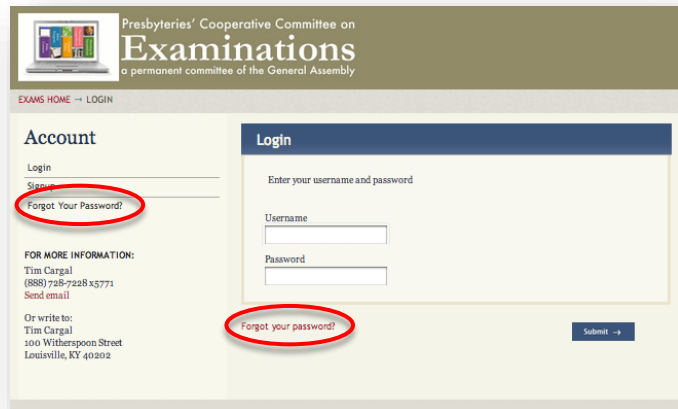 Presbyteries' Cooperative Committee on
Examinations
a permanent committee of the General Assembly
EXAMS HOME → LOGIN
Account
Login
Signup
Forgot Your Password?
FOR MORE INFORMATION:
Tim Cargal
(888) 728-7228 x5771
Send email
Or write to:
Tim Cargal
100 Witherspoon Street
Louisville, KY 40202
Login
Enter your username and password
Username
Password
Forgot your password?
Submit →